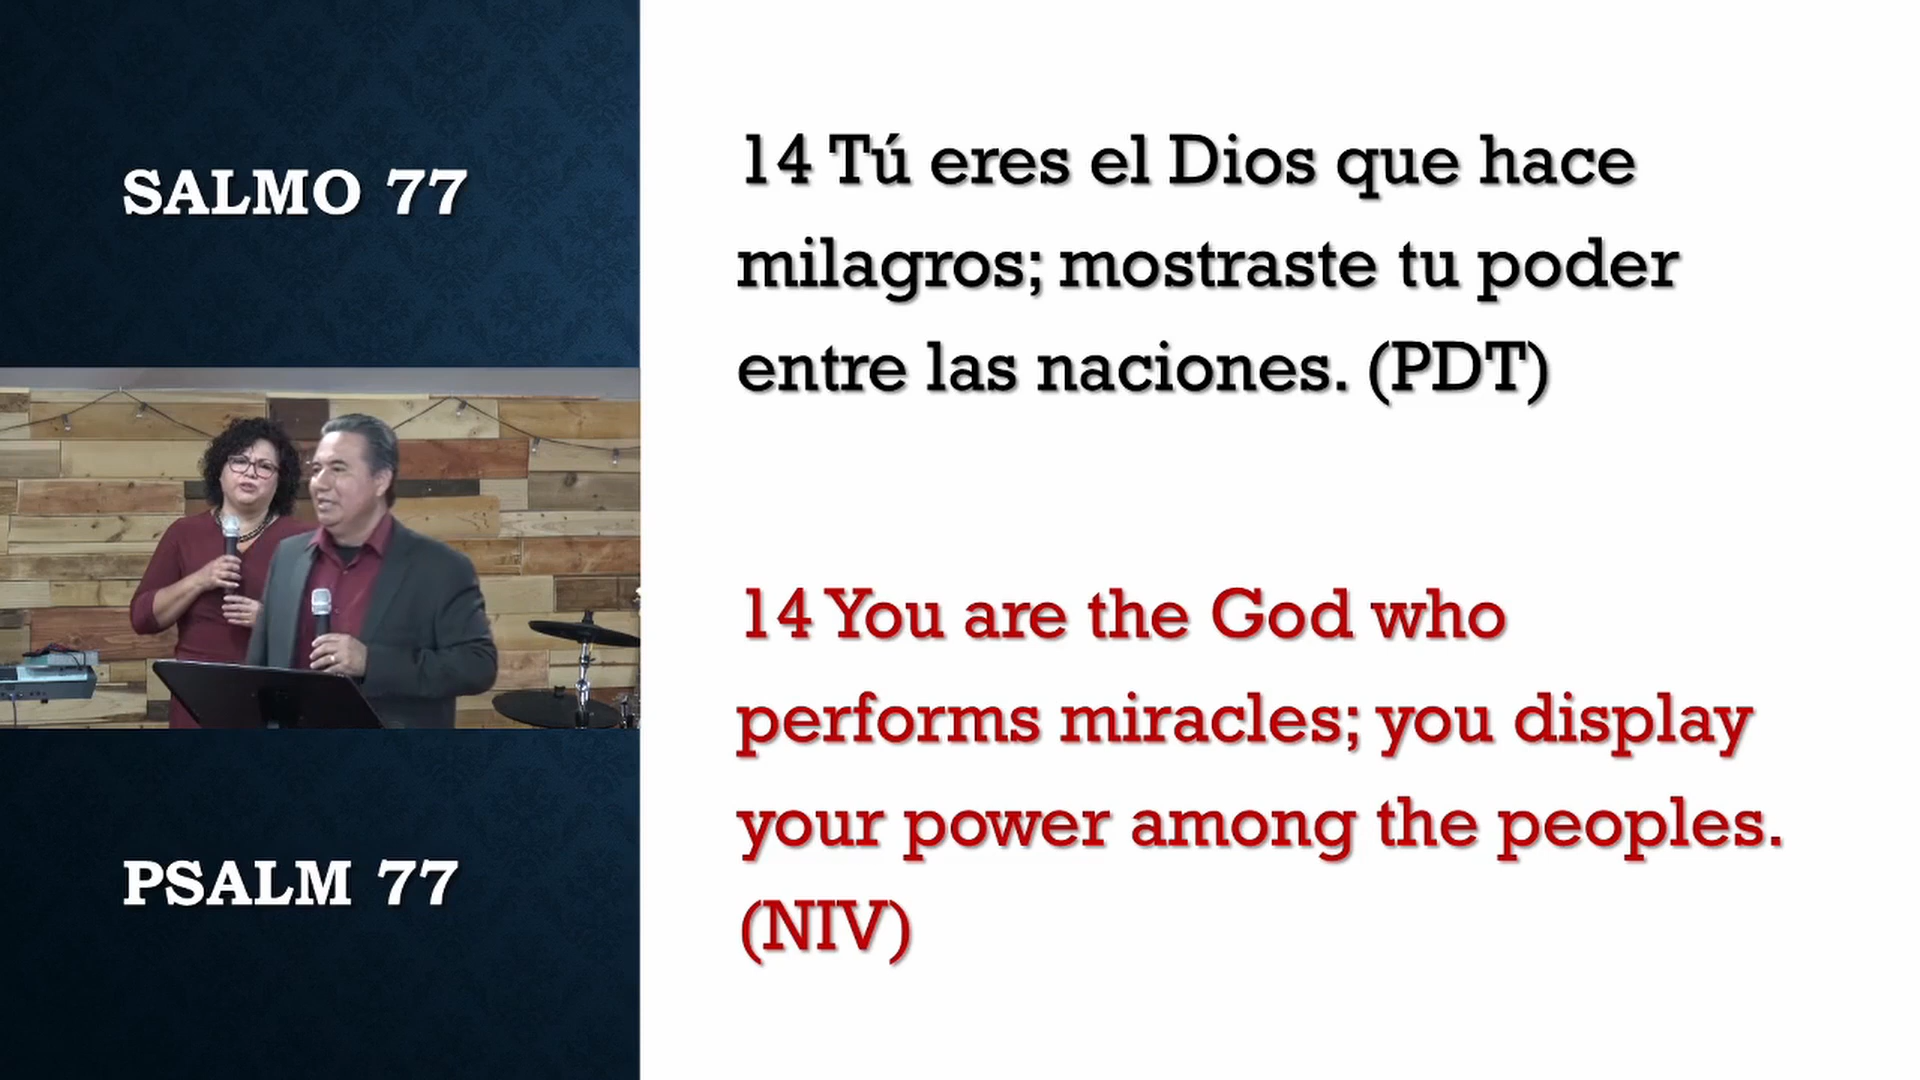 SALMO 77
14 Tú eres el Dios que hace
milagros; mostraste tu poder
entre las naciones. (PDT)
14 You are the God who
performs miracles; you display
your power among the peoples.
(NIV)
PSALM 77